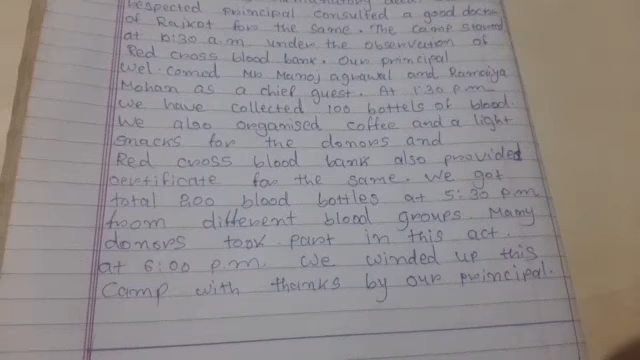 respected principal consulted a good doctor
of Rajkot for the same. The camp started
at 10:30 a.m under the observation of
Red cross blood bank. Our principal
wel-comed Mr Manoj agrawal and Ramaiya
Mohan as a chief guest. At 1:30 p.m
we have collected 100 bottels of blood.
We also organised coffee and a light
snacks for the donors and
Red cross blood bank also provided
certificate for the same. We got
total 800 blood bottles at 5:30 p.m
from different blood groups. Many
donors took part in this act.
at 6:00 p.m. We winded up this
Camp with thanks by our principal.